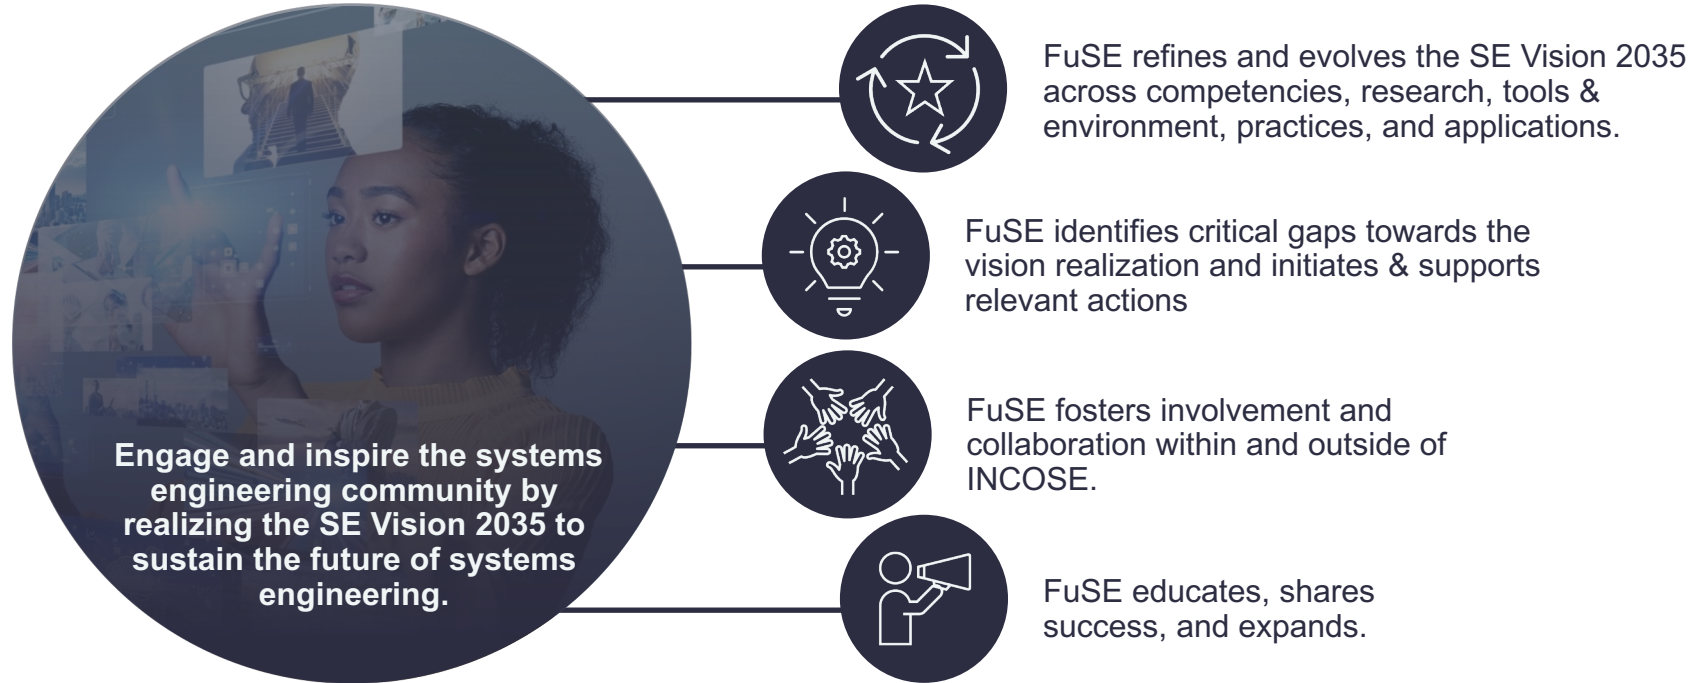 Engage and inspire the systems
engineering community by
realizing the SE Vision 2035 to
sustain the future of systems
engineering.
FuSE refines and evolves the SE Vision 2035
across competencies, research, tools &
environment, practices, and applications.
FuSE identifies critical gaps towards the
vision realization and initiates & supports
relevant actions
FuSE fosters involvement and
collaboration within and outside of
INCOSE.
FuSE educates, shares
success, and expands.